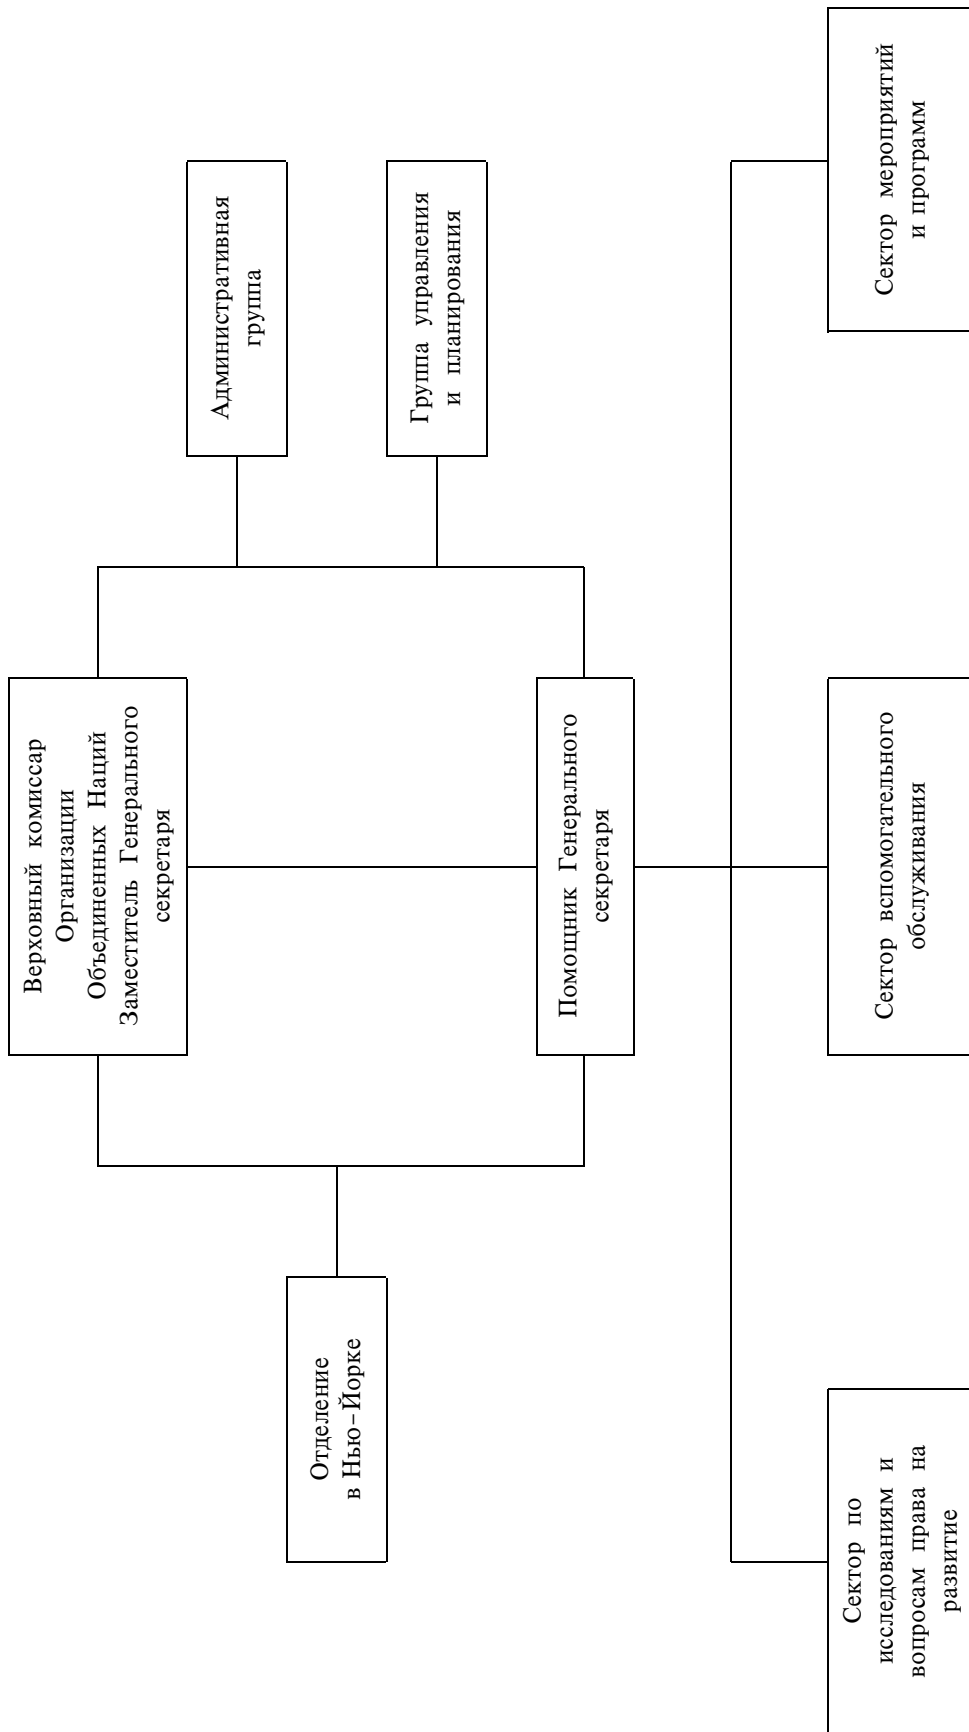 Верховный комиссар
Организации
Объединенных Наций
Заместитель Генерального
секретаря
Административная
группа
Отделение
в Нью-Йорке
Группа управления
и планирования
Помощник Генерального
секретаря
Сектор по
исследованиям и
вопросам права на
развитие
Сектор вспомогательного
обслуживания
Сектор мероприятий
и программ